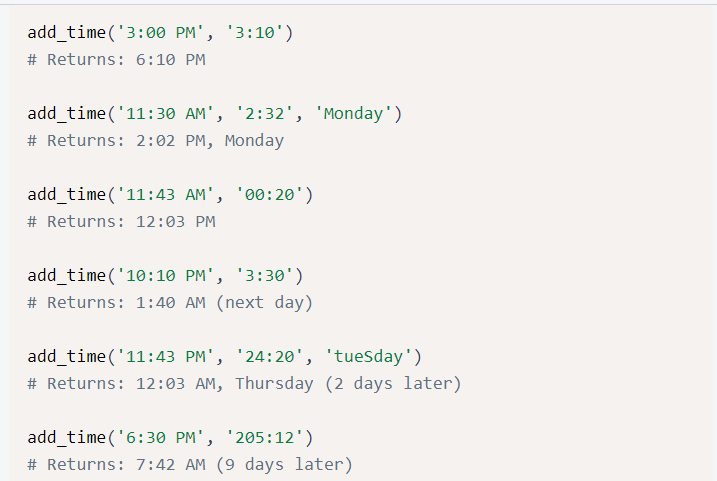 add_time('3:00 PM', '3:10')
# Returns: 6:10 PM
add_time('11:30 AM', '2:32', 'Monday')
# Returns: 2:02 PM, Monday
add_time('11:43 AM', '00:20')
# Returns: 12:03 PM
add_time('10:10 PM', '3:30')
# Returns: 1:40 AM (next day)
add_time('11:43 PM', '24:20', 'tueSday')
# Returns: 12:03 AM, Thursday (2 days later)
add_time('6:30 PM', '205:12')
# Returns: 7:42 AM (9 days later)